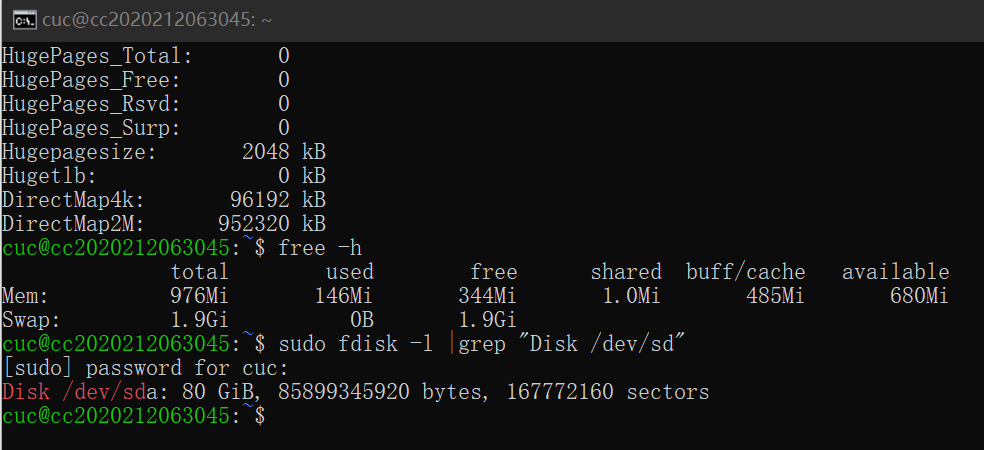 cuc@cc2020212063045: ~
HugePages_Total:       0
HugePages_Free:        0
HugePages_Rsvd:        0
HugePages_Surp:        0
Hugepagesize:       2048 kB
Hugetlb:               0 kB
DirectMap4k:       96192 kB
DirectMap2M:      952320 kB
cuc@cc2020212063045:~$ free -h
              total        used        free      shared  buff/cache   available
Mem:          976Mi       146Mi       344Mi       1.0Mi       485Mi       680Mi
Swap:         1.9Gi          0B       1.9Gi
cuc@cc2020212063045:~$ sudo fdisk -l |grep "Disk /dev/sd"
[sudo] password for cuc:
Disk /dev/sda: 80 GiB, 85899345920 bytes, 167772160 sectors
cuc@cc2020212063045:~$